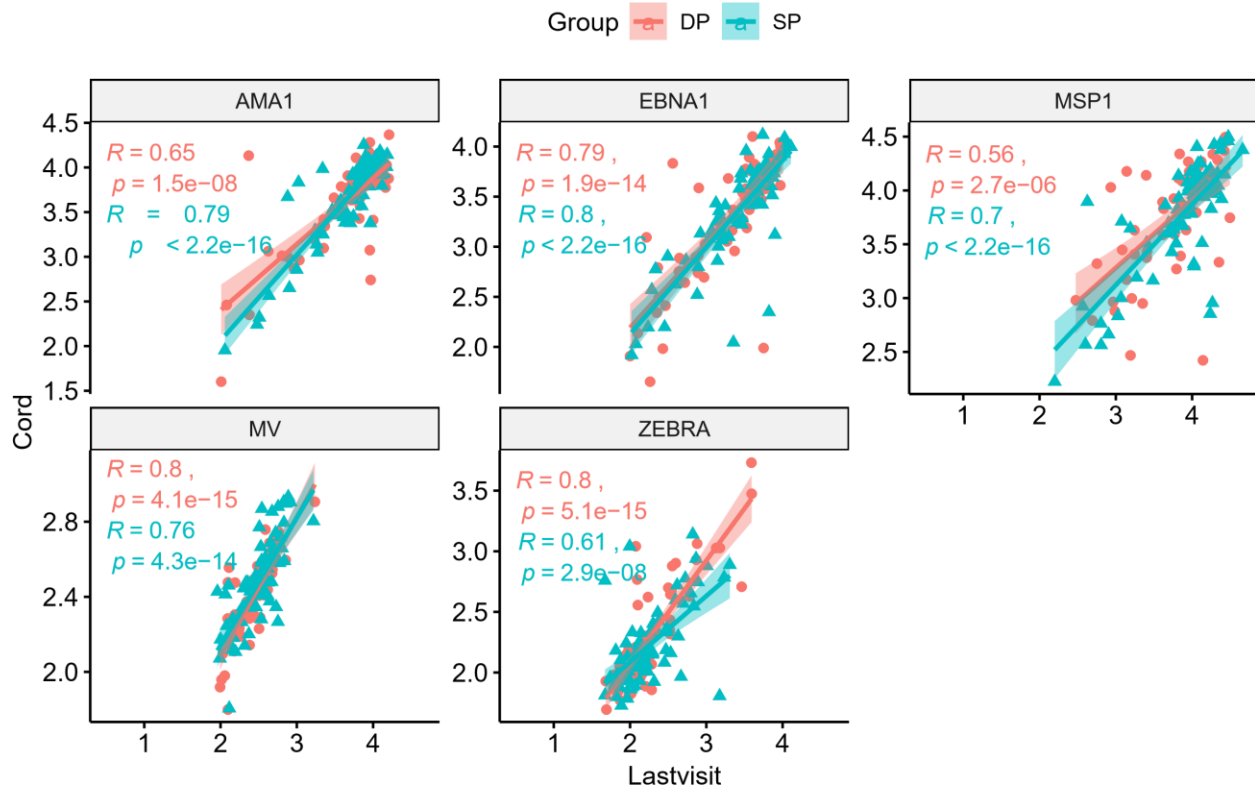 Group a DP a SP
AMA1
EBNA1
MSP1
4.5
4.0
3.5
3.0
2.5
2.0
1.5
R = 0.65
p = 1.5e−08
R = 0.79
p < 2.2e−16
4.0
3.5
3.0
2.5
2.0
R = 0.79 ,
p = 1.9e−14
R = 0.8 ,
p < 2.2e−16
4.5
4.0
3.5
3.0
2.5
R = 0.56 ,
p = 2.7e−06
R = 0.7 ,
p < 2.2e−16
1 2 3 4
Cord
MV
ZEBRA
2.8
2.4
2.0
R = 0.8 ,
p = 4.1e−15
R = 0.76
p = 4.3e−14
3.5
3.0
2.5
2.0
R = 0.8 ,
p = 5.1e−15
R = 0.61 ,
p = 2.9e−08
1 2 3 4
1 2 3 4
Lastvisit